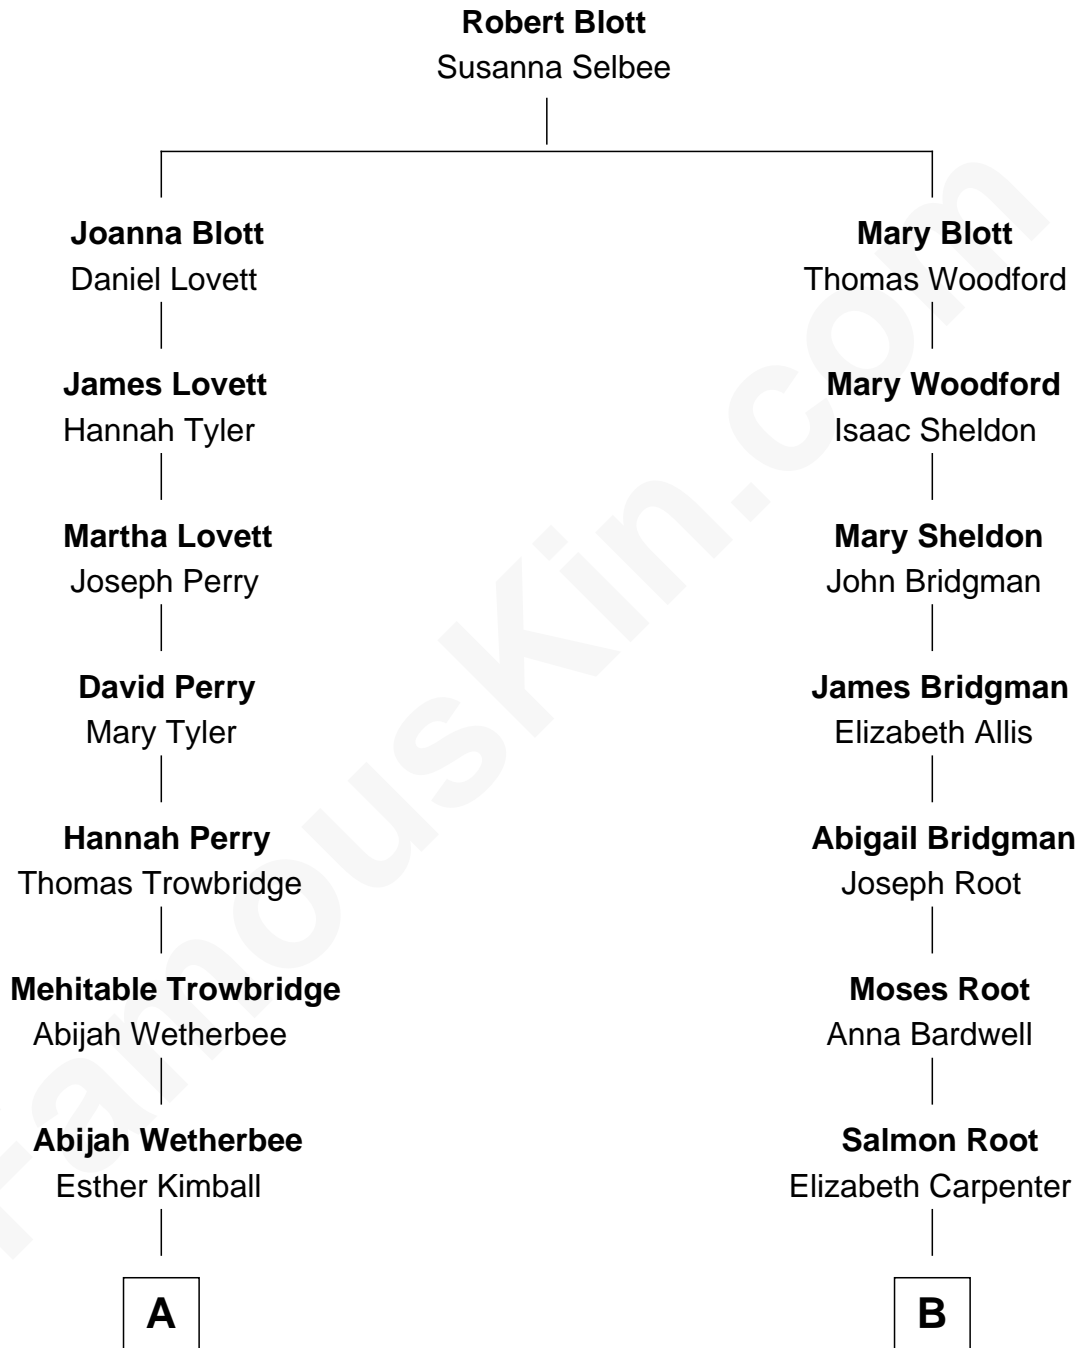 Robert Blott
Susanna Selbee
Joanna Blott
Daniel Lovett
Mary Blott
Thomas Woodford
James Lovett
Hannah Tyler
Mary Woodford
Isaac Sheldon
Martha Lovett
Joseph Perry
Mary Sheldon
John Bridgman
David Perry
Mary Tyler
James Bridgman
Elizabeth Allis
Hannah Perry
Thomas Trowbridge
Abigail Bridgman
Joseph Root
Mehitable Trowbridge
Abijah Wetherbee
Moses Root
Anna Bardwell
Abijah Wetherbee
Esther Kimball
Salmon Root
Elizabeth Carpenter
A
B
FamousKin.com